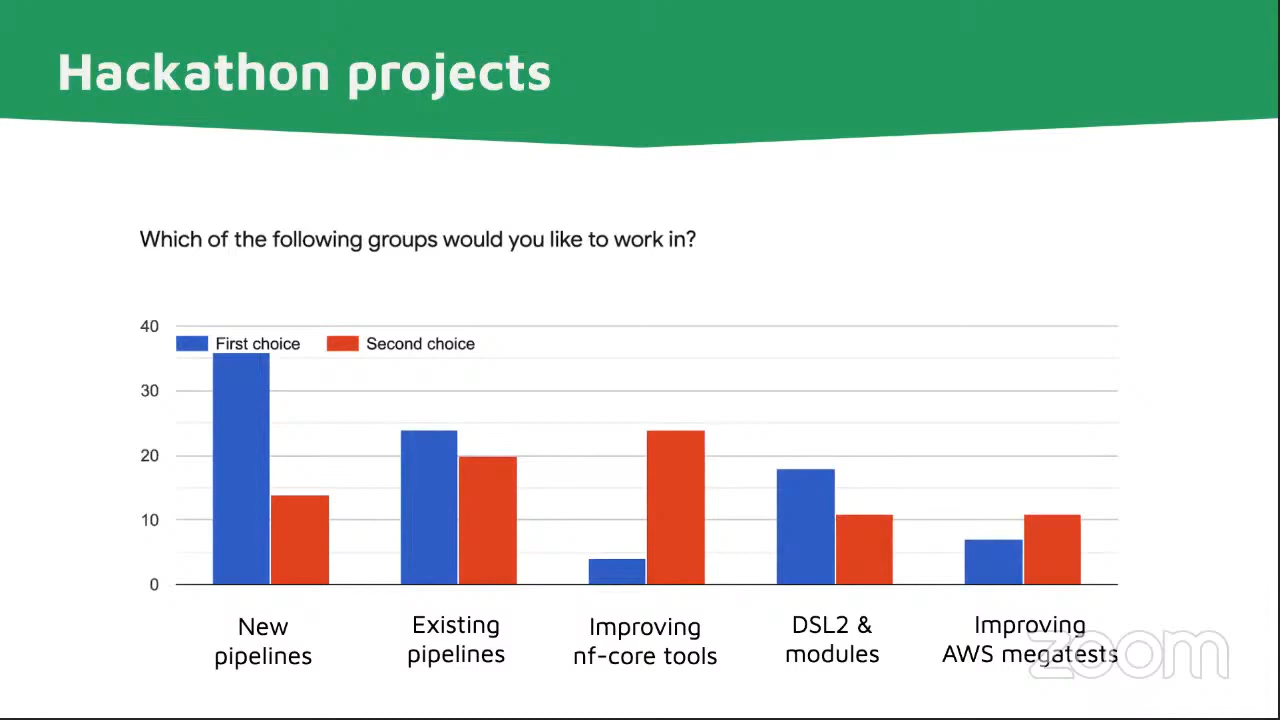 Hackathon projects
Which of the following groups would you like to work in?
40
First choice
Second choice
30
20
10
0
New
pipelines
Existing
pipelines
Improving
nf-core tools
DSL2 &
modules
Improving
AWS megatests
zoom